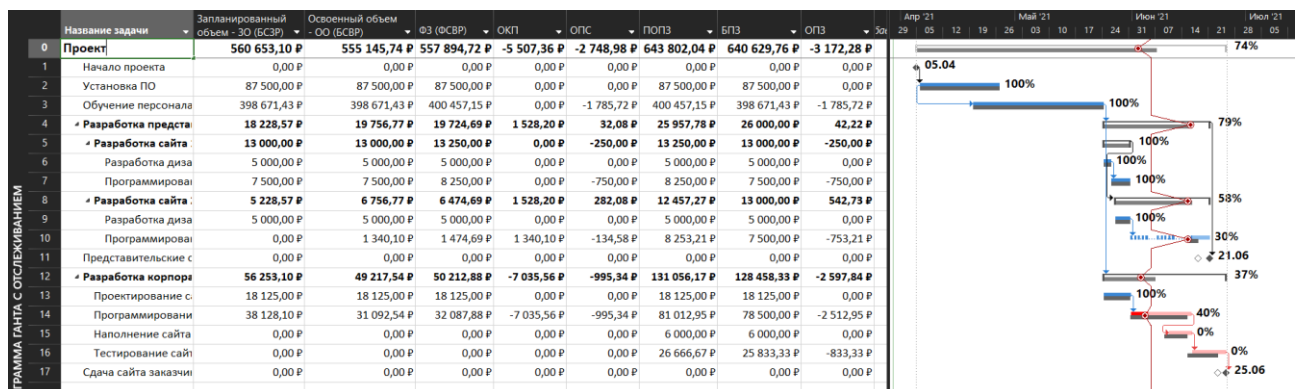 Апр '21 Май '21 Июн '21 Июл '21
Название задачи Запланированный объем - ЗО (БСЗР) Освоенный объем - ОО (БСВР) ФЗ (ФСВР) ОКП ОПС ПОПЗ БПЗ ОПЗ 29 05 12 19 26 03 10 17 24 31 07 14 21 28 05
0 Проект 560 653,10 ₽ 555 145,74 ₽ 557 894,72 ₽ -5 507,36 ₽ -2 748,98 ₽ 643 802,04 ₽ 640 629,76 ₽ -3 172,28 ₽ 74%
1 Начало проекта 0,00 ₽ 0,00 ₽ 0,00 ₽ 0,00 ₽ 0,00 ₽ 0,00 ₽ 0,00 ₽ 0,00 ₽ 05.04
2 Установка ПО 87 500,00 ₽ 87 500,00 ₽ 87 500,00 ₽ 0,00 ₽ 0,00 ₽ 87 500,00 ₽ 87 500,00 ₽ 0,00 ₽ 100%
3 Обучение персонала 398 671,43 ₽ 398 671,43 ₽ 400 457,15 ₽ 0,00 ₽ -1 785,72 ₽ 400 457,15 ₽ 398 671,43 ₽ -1 785,72 ₽ 100%
4 Разработка предста 18 228,57 ₽ 19 756,77 ₽ 19 724,69 ₽ 1 528,20 ₽ 32,08 ₽ 25 957,78 ₽ 26 000,00 ₽ 42,22 ₽ 79%
5 Разработка сайта 13 000,00 ₽ 13 000,00 ₽ 13 250,00 ₽ 0,00 ₽ -250,00 ₽ 13 250,00 ₽ 13 000,00 ₽ -250,00 ₽ 100%
6 Разработка диза 5 000,00 ₽ 5 000,00 ₽ 5 000,00 ₽ 0,00 ₽ 0,00 ₽ 5 000,00 ₽ 5 000,00 ₽ 0,00 ₽ 100%
7 Программирова 7 500,00 ₽ 7 500,00 ₽ 8 250,00 ₽ 0,00 ₽ -750,00 ₽ 8 250,00 ₽ 7 500,00 ₽ -750,00 ₽ 100%
8 Разработка сайта 5 228,57 ₽ 6 756,77 ₽ 6 474,69 ₽ 1 528,20 ₽ 282,08 ₽ 12 457,27 ₽ 13 000,00 ₽ 542,73 ₽ 58%
9 Разработка диза 5 000,00 ₽ 5 000,00 ₽ 5 000,00 ₽ 0,00 ₽ 0,00 ₽ 5 000,00 ₽ 5 000,00 ₽ 0,00 ₽ 100%
10 Программирова 0,00 ₽ 1 340,10 ₽ 1 474,69 ₽ 1 340,10 ₽ -134,58 ₽ 8 253,21 ₽ 7 500,00 ₽ -753,21 ₽ 30%
11 Представительские с 0,00 ₽ 0,00 ₽ 0,00 ₽ 0,00 ₽ 0,00 ₽ 0,00 ₽ 0,00 ₽ 0,00 ₽ 21.06
12 Разработка корпора 56 253,10 ₽ 49 217,54 ₽ 50 212,88 ₽ -7 035,56 ₽ -995,34 ₽ 131 056,17 ₽ 128 458,33 ₽ -2 597,84 ₽ 37%
13 Проектирование са 18 125,00 ₽ 18 125,00 ₽ 18 125,00 ₽ 0,00 ₽ 0,00 ₽ 18 125,00 ₽ 18 125,00 ₽ 0,00 ₽ 100%
14 Программировани 38 128,10 ₽ 31 092,54 ₽ 32 087,88 ₽ -7 035,56 ₽ -995,34 ₽ 81 012,95 ₽ 78 500,00 ₽ -2 512,95 ₽ 40%
15 Наполнение сайта 0,00 ₽ 0,00 ₽ 0,00 ₽ 0,00 ₽ 0,00 ₽ 6 000,00 ₽ 6 000,00 ₽ 0,00 ₽ 0%
16 Тестирование сайт 0,00 ₽ 0,00 ₽ 0,00 ₽ 0,00 ₽ 0,00 ₽ 26 666,67 ₽ 25 833,33 ₽ -833,33 ₽ 0%
17 Сдача сайта заказчи 0,00 ₽ 0,00 ₽ 0,00 ₽ 0,00 ₽ 0,00 ₽ 0,00 ₽ 0,00 ₽ 0,00 ₽ 25.06
РАММА ГАНТА С ОТСЛЕЖИВАНИЕМ